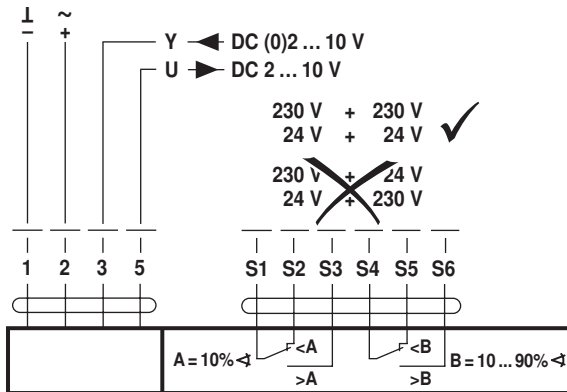 ⊥ ~
− +
Y DC (0)2 ... 10 V
U DC 2 ... 10 V
230 V + 230 V
24 V + 24 V
230 V + 24 V
24 V + 230 V
1 2 3 5 S1 S2 S3 S4 S5 S6
A = 10% ∢ <A <B B = 10 ... 90% ∢
>A >B